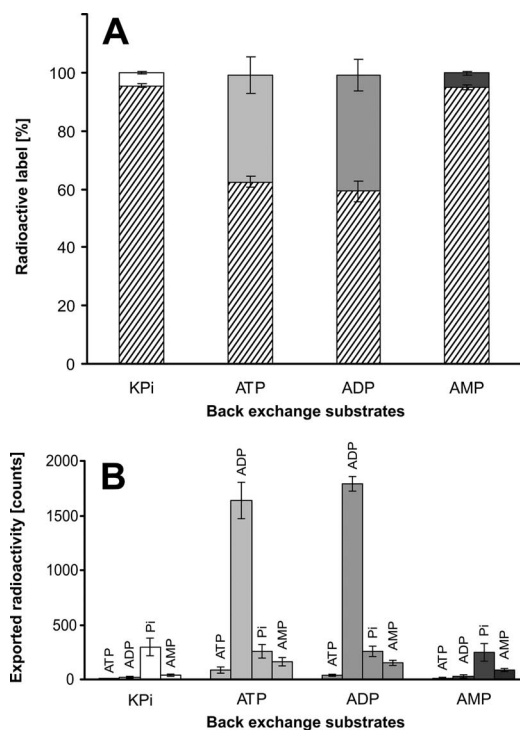 A
Radioactive label [%]
100
80
60
40
20
0
KPi ATP ADP AMP
Back exchange substrates
B
Exported radioactivity [counts]
2000
1500
1000
500
0
ATP ADP Pi AMP
ATP ADP Pi AMP
ATP ADP Pi AMP
ATP ADP Pi AMP
KPi ATP ADP AMP
Back exchange substrates